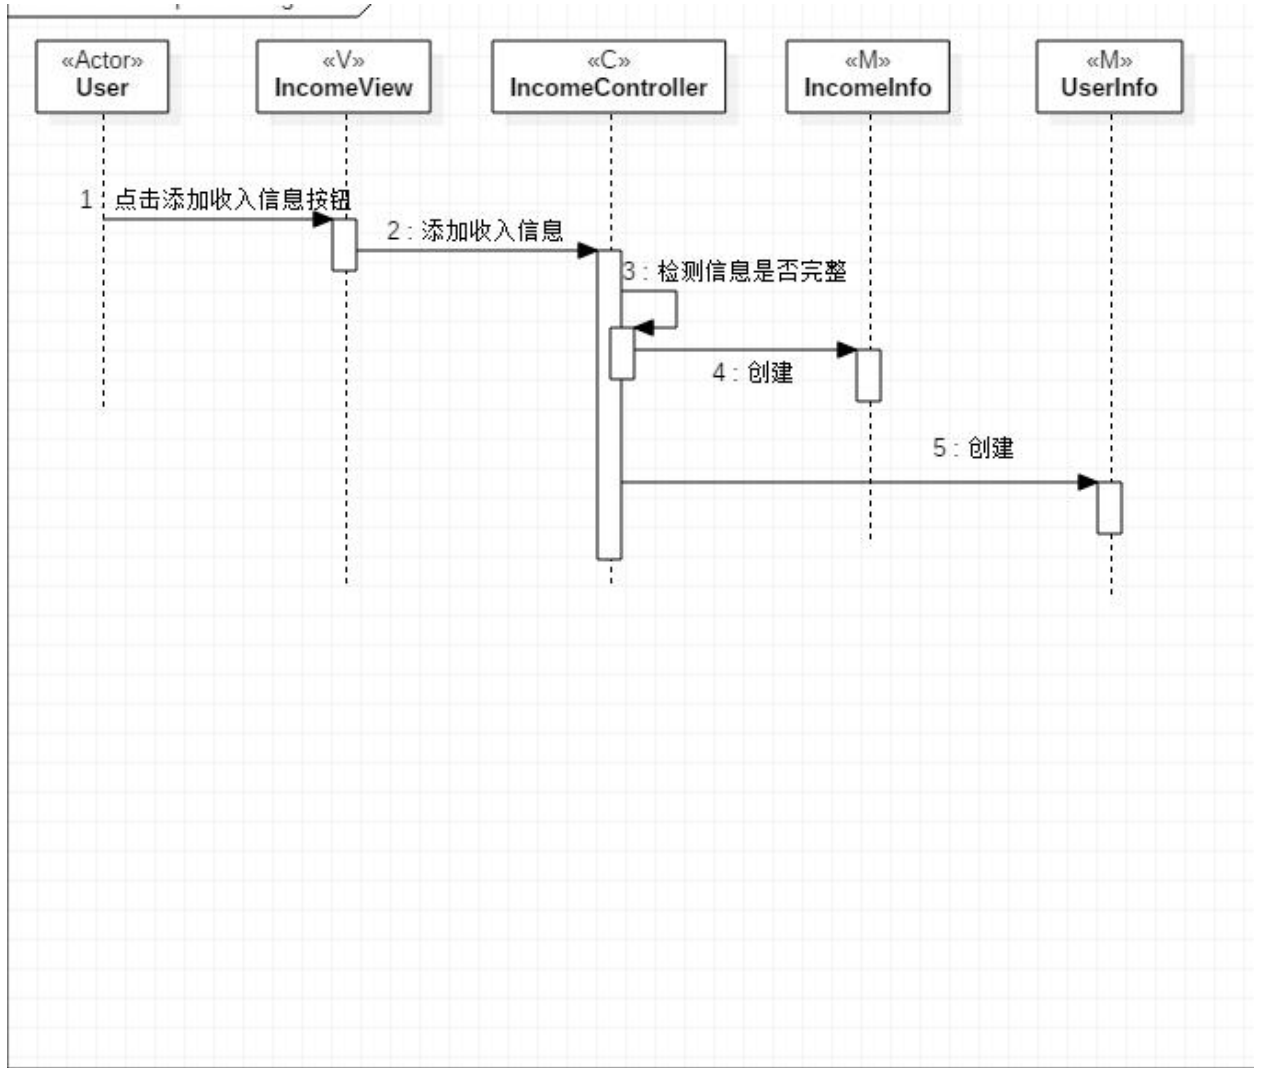 «Actor»
User
«V»
IncomeView
«C»
IncomeController
«M»
IncomeInfo
«M»
UserInfo
1 : 点击添加收入信息按钮
2 : 添加收入信息
3 : 检测信息是否完整
4 : 创建
5 : 创建